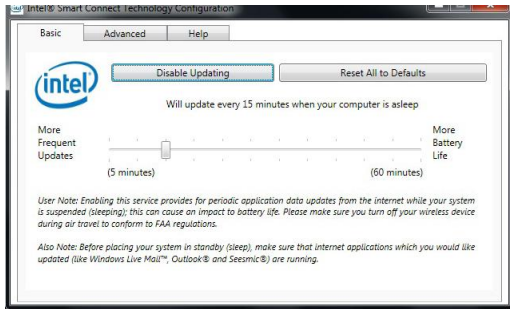 Intel® Smart Connect Technology Configuration
Basic
Advanced
Help
intel
Disable Updating
Reset All to Defaults
Will update every 15 minutes when your computer is asleep
More
Frequent
Updates
More
Battery
Life
(5 minutes)
(60 minutes)
User Note: Enabling this service provides for periodic application data updates from the internet while your system
is suspended (sleeping); this can cause an impact to battery life. Please make sure you turn off your wireless device
during air travel to conform to FAA regulations.
Also Note: Before placing your system in standby (sleep), make sure that internet applications which you would like
updated (like Windows Live Mail™, Outlook® and Seesmic®) are running.